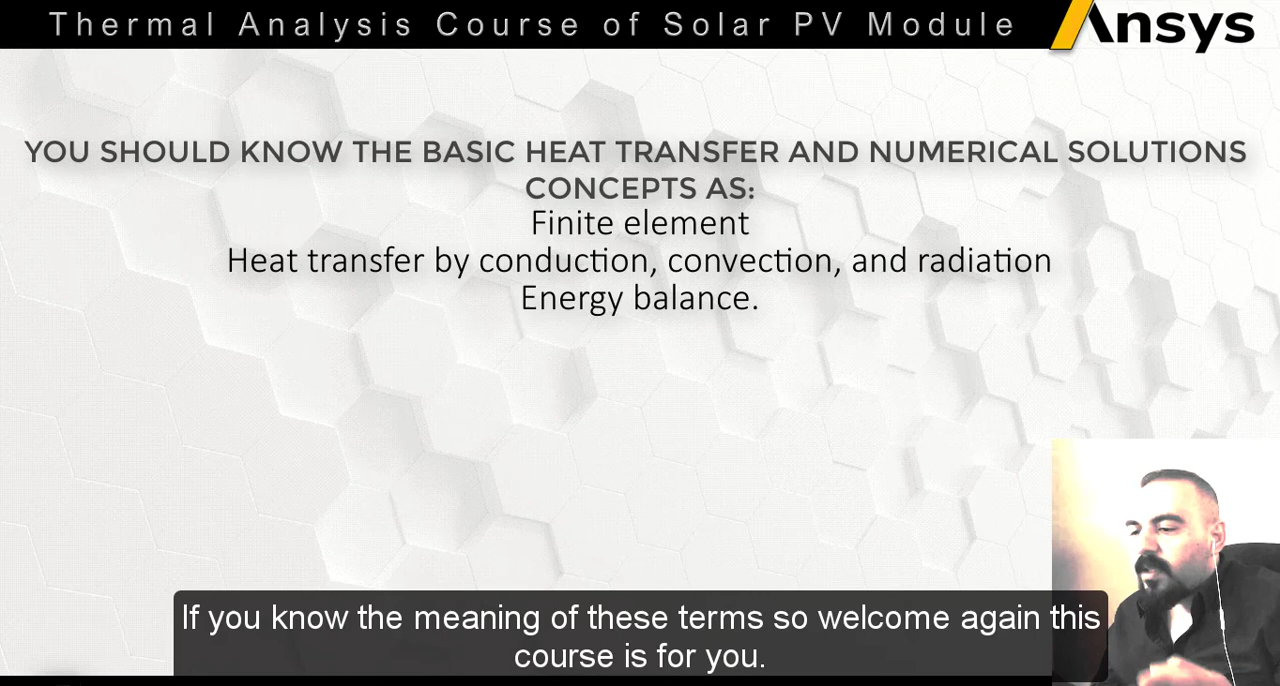 Thermal Analysis Course of Solar PV Module
Ansys
YOU SHOULD KNOW THE BASIC HEAT TRANSFER AND NUMERICAL SOLUTIONS
CONCEPTS AS:
Finite element
Heat transfer by conduction, convection, and radiation
Energy balance.
If you know the meaning of these terms so welcome again this
course is for you.